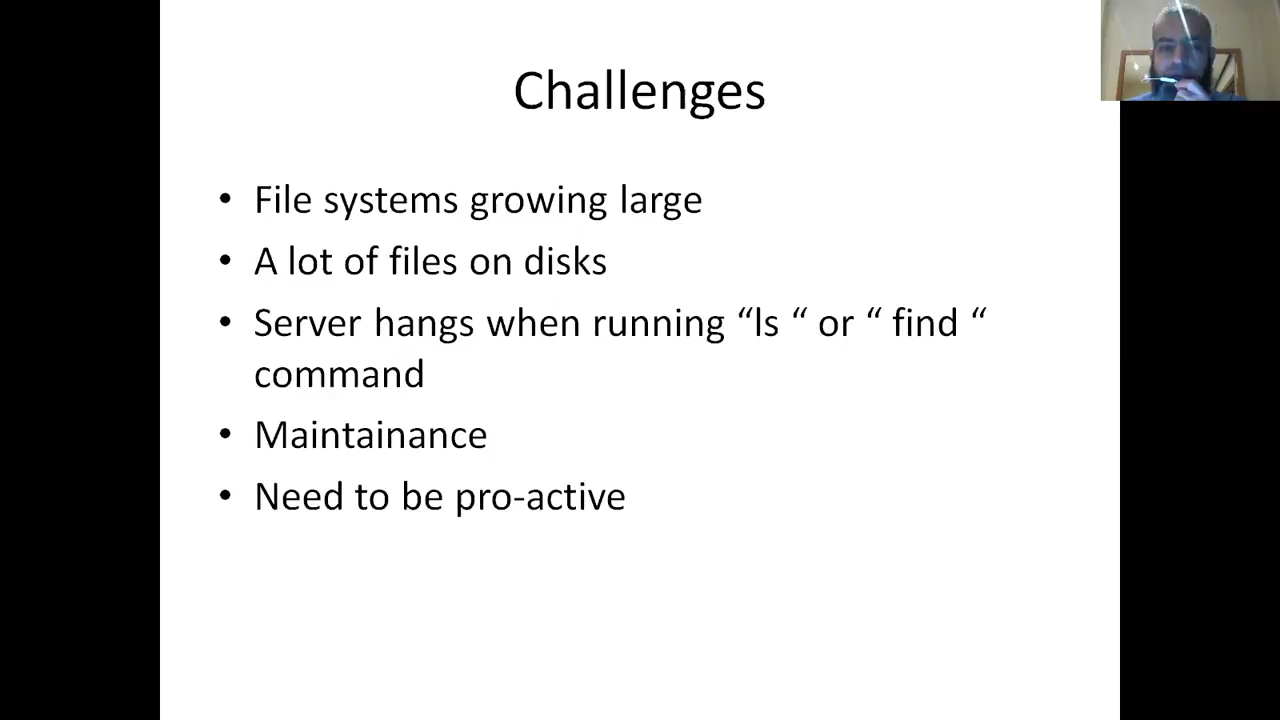 Challenges
• File systems growing large
• A lot of files on disks
• Server hangs when running “ls “ or “ find “
command
• Maintainance
• Need to be pro-active